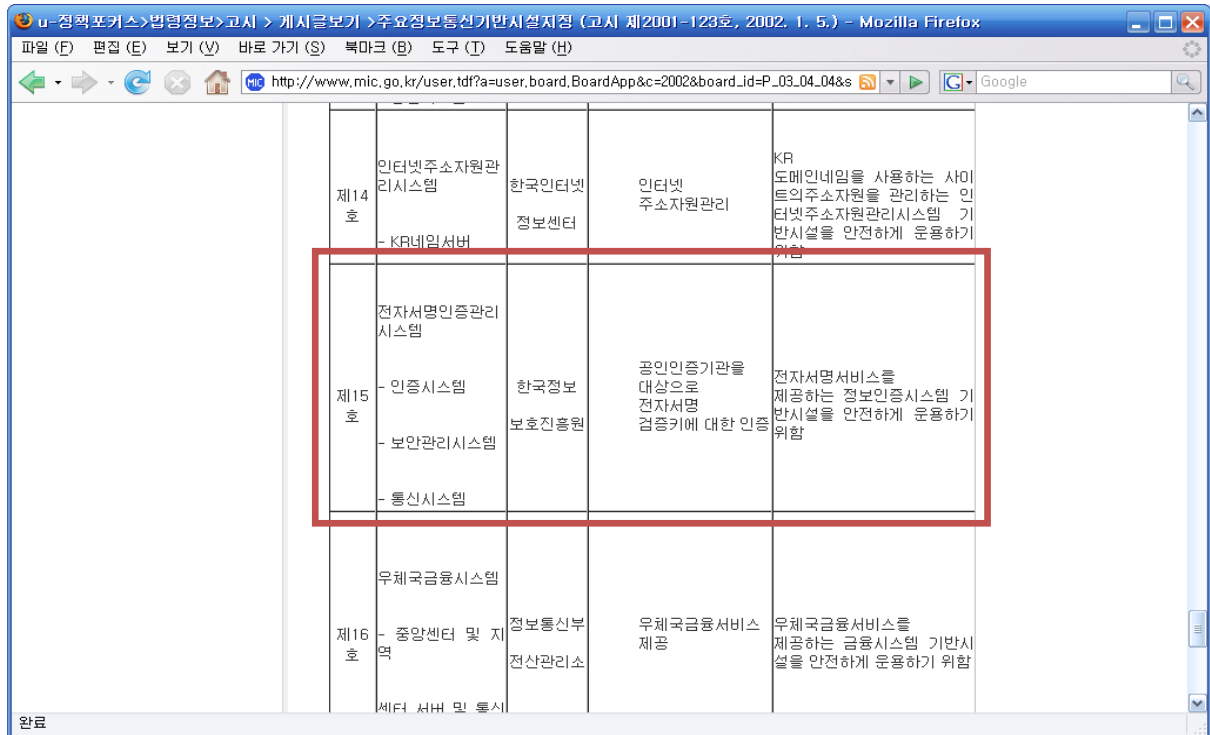 u-정책포커스>법령정보>고시 > 게시글보기 >주요정보통신기반시설지정 (고시 제2001-123호, 2002. 1. 5.) - Mozilla Firefox
파일 (F) 편집 (E) 보기 (V) 바로 가기 (S) 북마크 (B) 도구 (T) 도움말 (H)
MIC http://www.mic.go.kr/user.tdf?a=user.board.BoardApp&c=2002&board_id=P_03_04_04&s G Google
제14
호
인터넷주소자원관
리시스템
- KR네임서버
한국인터넷
정보센터
인터넷
주소자원관리
KR
도메인네임을 사용하는 사이
트의주소자원을 관리하는 인
터넷주소자원관리시스템 기
반시설을 안전하게 운용하기
위함
제15
호
전자서명인증관리
시스템
- 인증시스템
- 보안관리시스템
- 통신시스템
한국정보
보호진흥원
공인인증기관을
대상으로
전자서명
검증키에 대한 인증
전자서명서비스를
제공하는 정보인증시스템 기
반시설을 안전하게 운용하기
위함
제16
호
우체국금융시스템
- 중앙센터 및 지
역
센터 서버 및 통신
정보통신부
전산관리소
우체국금융서비스
제공
우체국금융서비스를
제공하는 금융시스템 기반시
설을 안전하게 운용하기 위함
완료